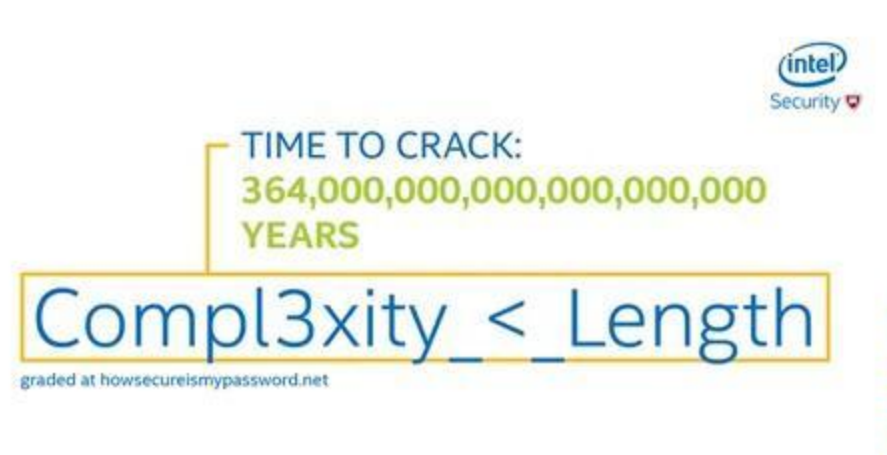 intel
Security
TIME TO CRACK:
364,000,000,000,000,000,000
YEARS
Compl3xity_<_Length
graded at howsecureismypassword.net